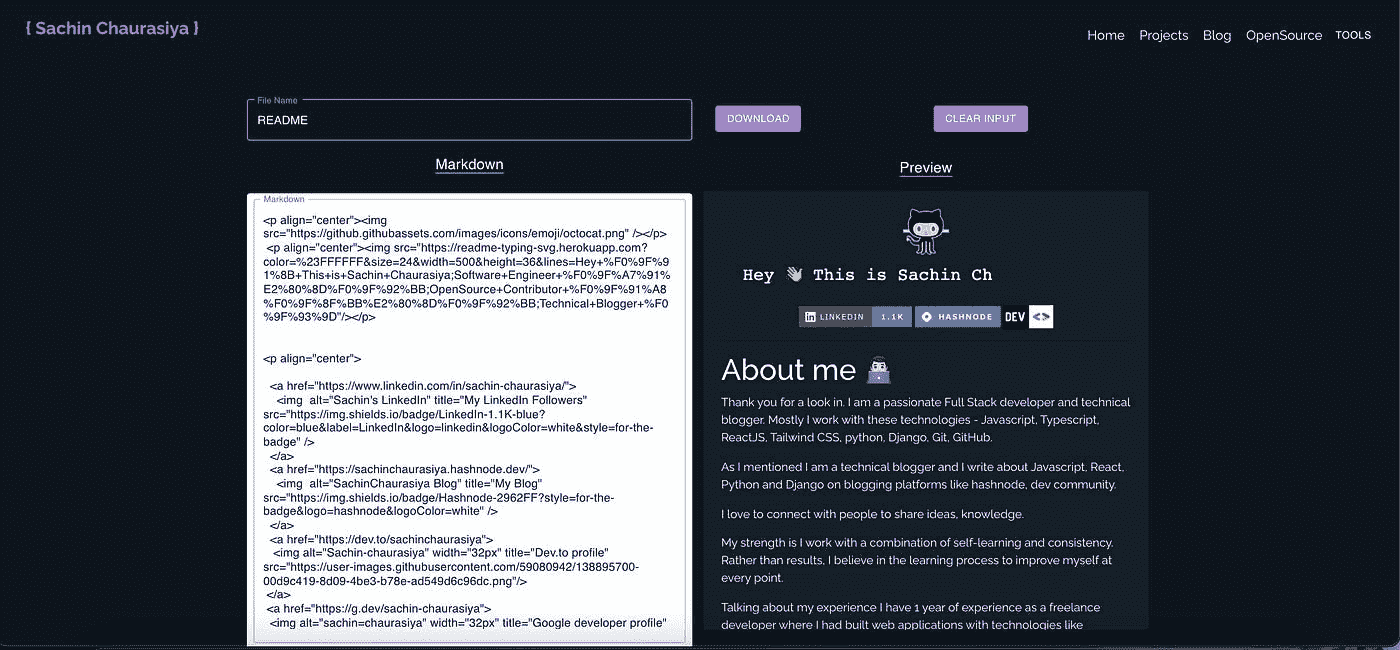 { Sachin Chaurasiya }
Home Projects Blog OpenSource TOOLS
File Name
README
DOWNLOAD
CLEAR INPUT
Markdown
Preview
Markdown
<p align="center"><img
src="https://github.githubassets.com/images/icons/emoji/octocat.png" /></p>
<p align="center"><img src="https://readme-typing-svg.herokuapp.com?
color=%23FFFFFF&size=24&width=500&height=36&lines=Hey+%F0%9F%9
1%8B+This+is+Sachin+Chaurasiya;Software+Engineer+%F0%9F%A7%91%
E2%80%8D%F0%9F%92%BB;OpenSource+Contributor+%F0%9F%91%A8
%F0%9F%8F%BB%E2%80%8D%F0%9F%92%BB;Technical+Blogger+%F0
%9F%93%9D"/></p>
<p align="center">
<a href="https://www.linkedin.com/in/sachin-chaurasiya/">
<img alt="Sachin's LinkedIn" title="My LinkedIn Followers"
src="https://img.shields.io/badge/LinkedIn-1.1K-blue?
color=blue&label=LinkedIn&logo=linkedin&logoColor=white&style=for-the-
badge" />
</a>
<a href="https://sachinchaurasiya.hashnode.dev/">
<img alt="SachinChaurasiya Blog" title="My Blog"
src="https://img.shields.io/badge/Hashnode-2962FF?style=for-the-
badge&logo=hashnode&logoColor=white" />
</a>
<a href="https://dev.to/sachinchaurasiya">
<img alt="Sachin-chaurasiya" width="32px" title="Dev.to profile"
src="https://user-images.githubusercontent.com/59080942/138895700-
00d9c419-8d09-4be3-b78e-ad549d6c96dc.png"/>
</a>
<a href="https://g.dev/sachin-chaurasiya">
<img alt="sachin=chaurasiya" width="32px" title="Google developer profile"
Hey 👋 This is Sachin Ch
in LINKEDIN 1.1K HASHNODE DEV <>
About me
Thank you for a look in. I am a passionate Full Stack developer and technical
blogger. Mostly I work with these technologies - Javascript, Typescript,
ReactJS, Tailwind CSS, python, Django, Git, GitHub.
As I mentioned I am a technical blogger and I write about Javascript, React,
Python and Django on blogging platforms like hashnode, dev community.
I love to connect with people to share ideas, knowledge.
My strength is I work with a combination of self-learning and consistency.
Rather than results, I believe in the learning process to improve myself at
every point.
Talking about my experience I have 1 year of experience as a freelance
developer where I had built web applications with technologies like